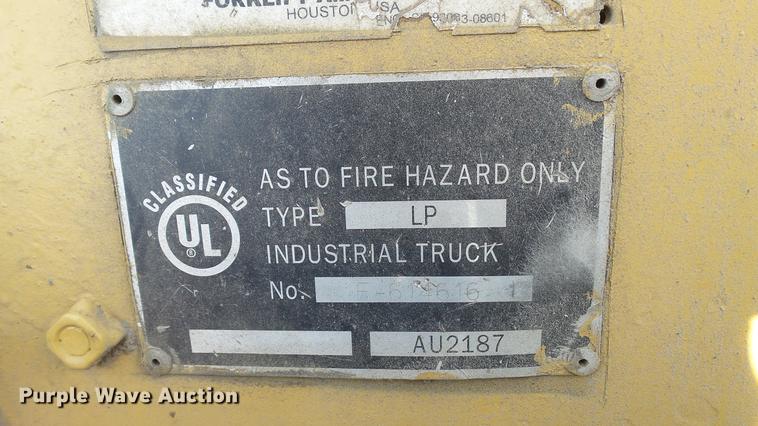 HOUSTON, USA
CLASSIFIED
UL
®
AS TO FIRE HAZARD ONLY
TYPE LP
INDUSTRIAL TRUCK
No.
AU2187
Purple Wave Auction